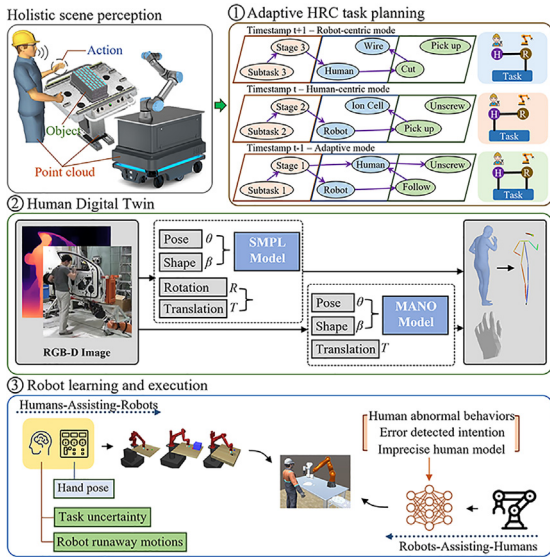 Holistic scene perception
Action
Object
Point cloud
① Adaptive HRC task planning
Timestamp t+1 – Robot-centric mode
Stage 3
Wire
Pick up
Subtask 3
Human
Cut
H
R
Task
Timestamp t – Human-centric mode
Stage 2
Ion Cell
Unscrew
Subtask 2
Robot
Pick up
H
R
Task
Timestamp t-1 – Adaptive mode
Stage 1
Human
Unscrew
Subtask 1
Robot
Follow
H
R
Task
② Human Digital Twin
RGB-D Image
Pose θ
Shape β
SMPL
Model
Rotation R
Translation T
Pose θ
Shape β
MANO
Model
Translation T
③ Robot learning and execution
Humans-Assisting-Robots
Hand pose
Task uncertainty
Robot runaway motions
Human abnormal behaviors
Error detected intention
Imprecise human model
Robots-Assisting-Humans